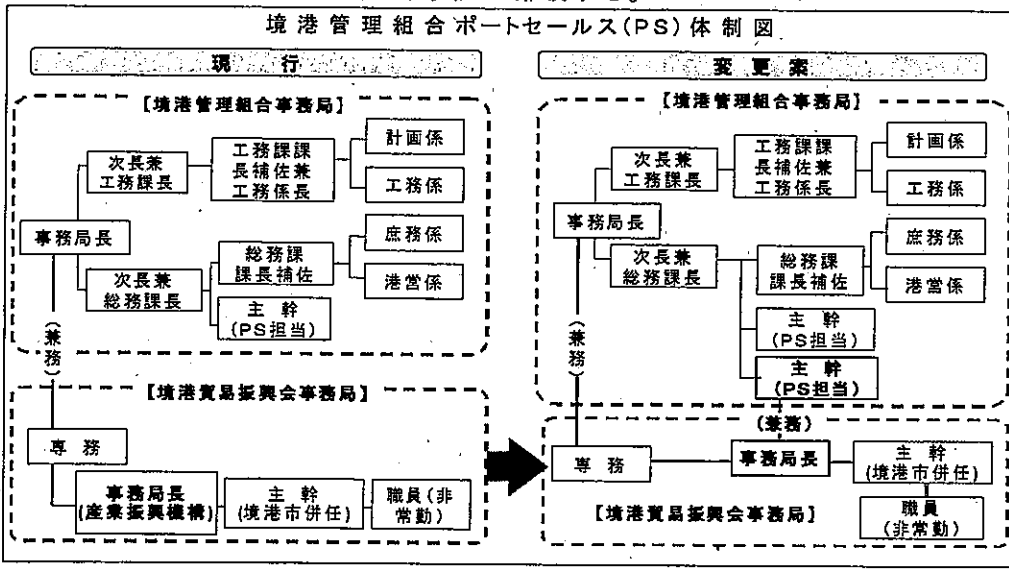 境港管理組合ポートセールス(PS)体制図
現行
【境港管理組合事務局】
事務局長
次長兼
工務課長
工務課課
長補佐兼
工務係長
計画係
工務係
次長兼
総務課長
総務課
課長補佐
庶務係
港営係
主幹
(PS担当)
(兼務)
【境港貿易振興会事務局】
専務
事務局長
(産業振興機構)
主幹
(境港市併任)
職員(非
常勤)
変更案
【境港管理組合事務局】
事務局長
次長兼
工務課長
工務課課
長補佐兼
工務係長
計画係
工務係
次長兼
総務課長
総務課
課長補佐
庶務係
港営係
主幹
(PS担当)
主幹
(PS担当)
(兼務)
(兼務)
専務
事務局長
主幹
(境港市併任)
職員
(非常勤)
【境港貿易振興会事務局】